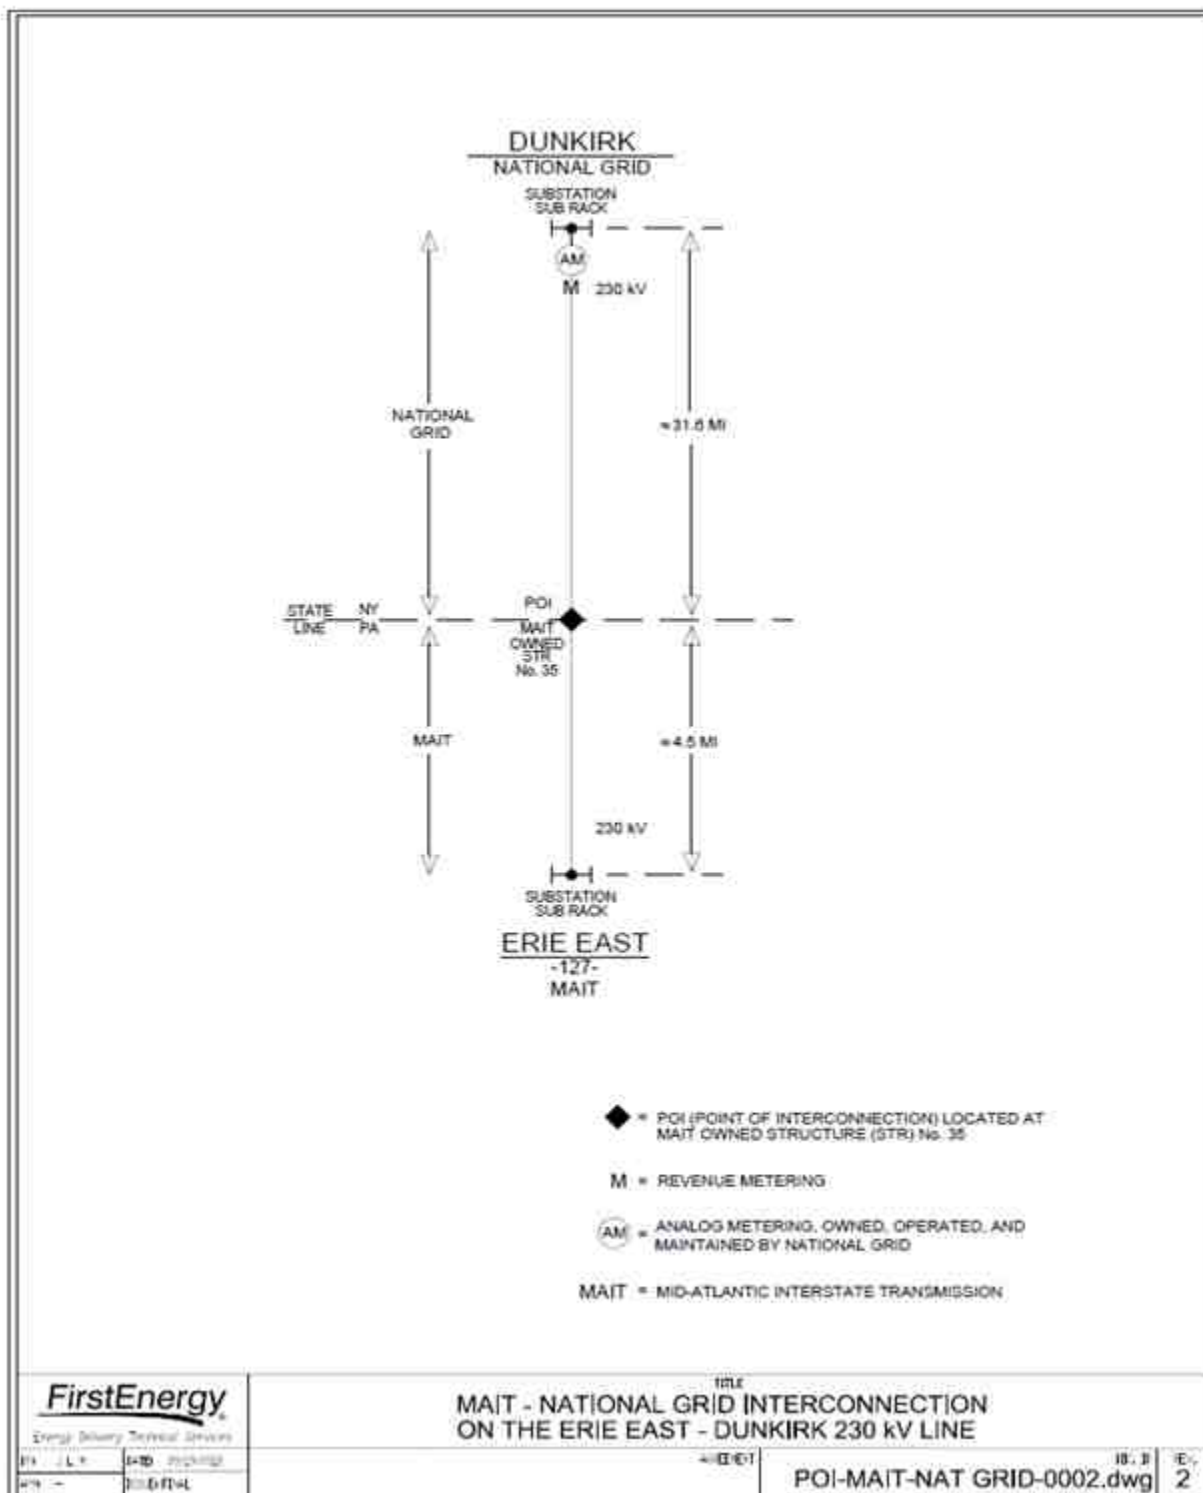 DUNKIRK
NATIONAL GRID
SUBSTATION
SUB RACK
AM
M 230 kV
NATIONAL
GRID
≈31.6 MI
STATE NY
LINE PA
POI
MAIT
OWNED
STR
No. 35
MAIT
≈4.5 MI
230 kV
SUBSTATION
SUB RACK
ERIE EAST
-127-
MAIT
= POI (POINT OF INTERCONNECTION) LOCATED AT
MAIT OWNED STRUCTURE (STR) No. 35
M = REVENUE METERING
AM = ANALOG METERING, OWNED, OPERATED, AND
MAINTAINED BY NATIONAL GRID
MAIT = MID-ATLANTIC INTERSTATE TRANSMISSION
FirstEnergy
Energy Delivery Technical Services
TITLE
MAIT - NATIONAL GRID INTERCONNECTION
ON THE ERIE EAST - DUNKIRK 230 kV LINE
POI-MAIT-NAT GRID-0002.dwg
2